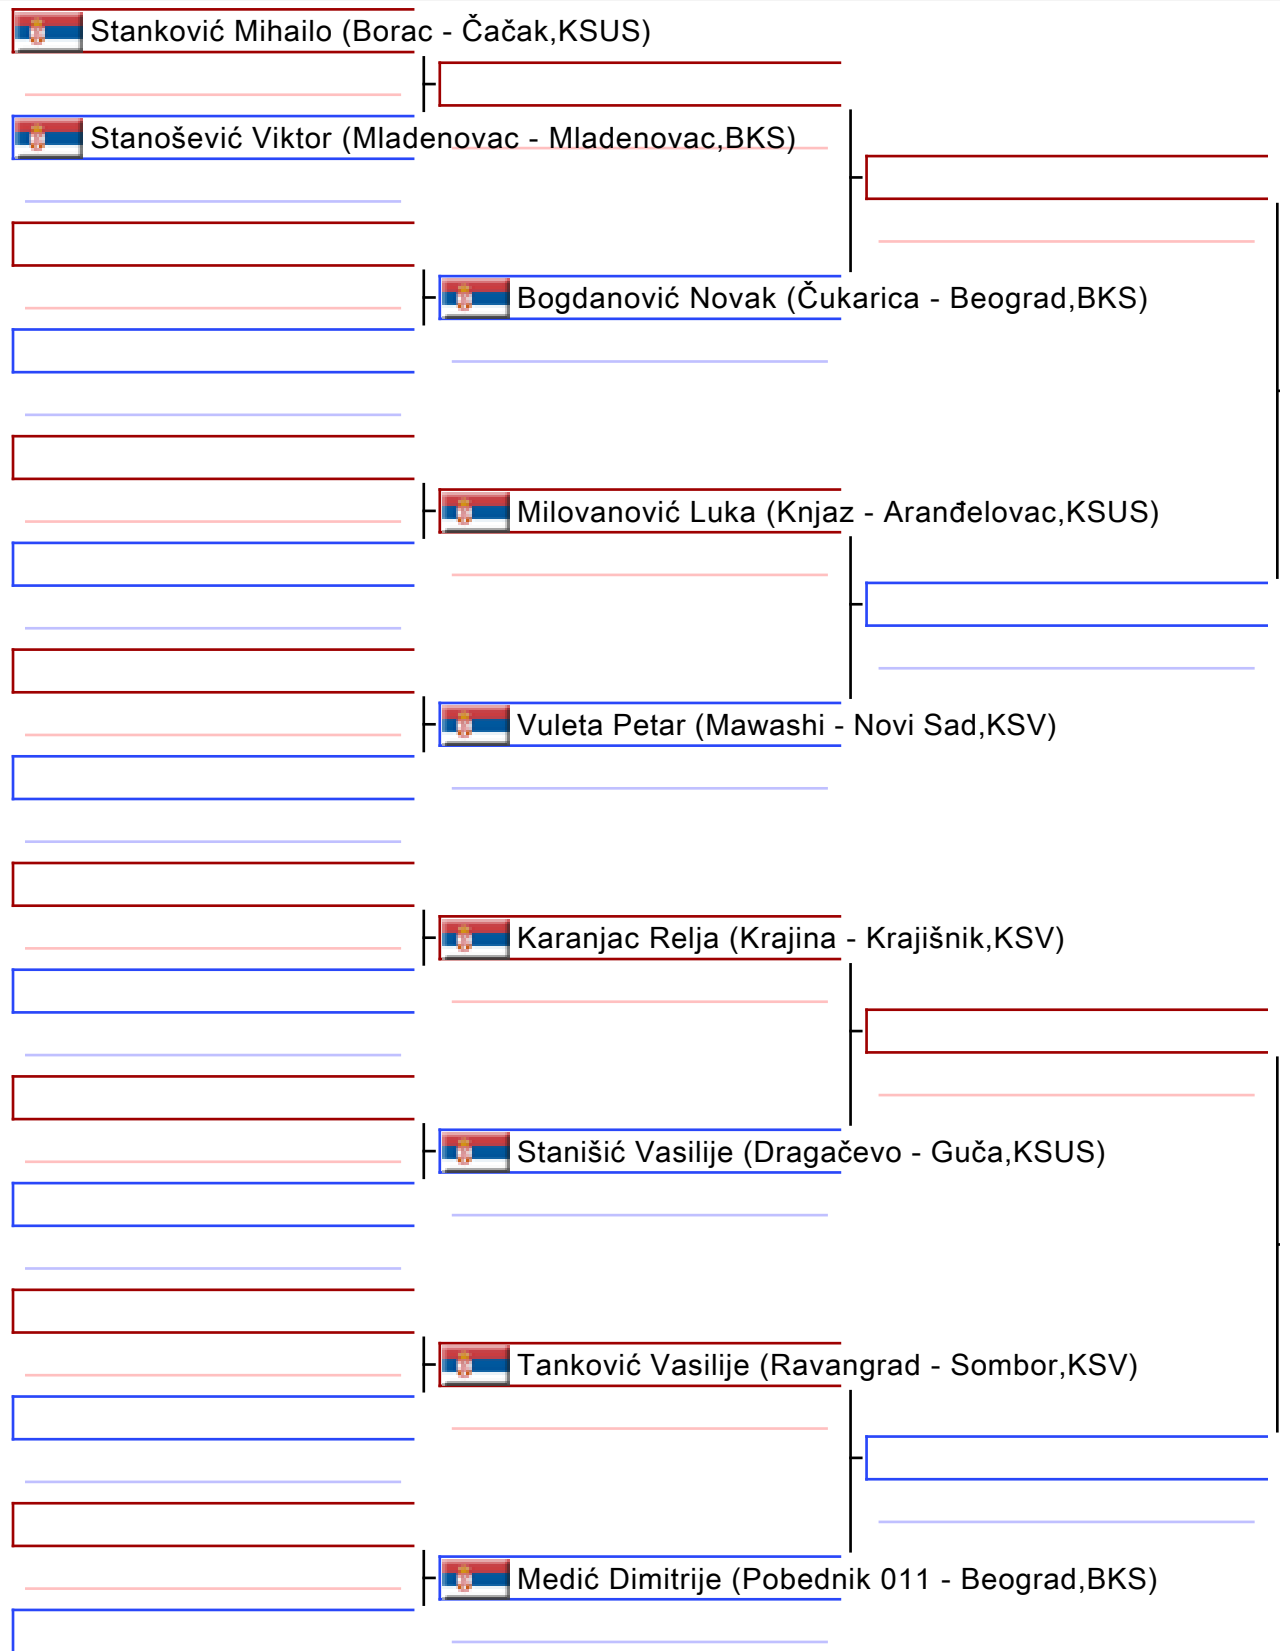 Stanković Mihailo (Borac - Čačak,KSUS)
Stanošević Viktor (Mladenovac - Mladenovac,BKS)
Bogdanović Novak (Čukarica - Beograd,BKS)
Milovanović Luka (Knjaz - Aranđelovac,KSUS)
Vuleta Petar (Mawashi - Novi Sad,KSV)
Karanjac Relja (Krajina - Krajišnik,KSV)
Stanišić Vasilije (Dragačevo - Guča,KSUS)
Tanković Vasilije (Ravangrad - Sombor,KSV)
Medić Dimitrije (Pobednik 011 - Beograd,BKS)